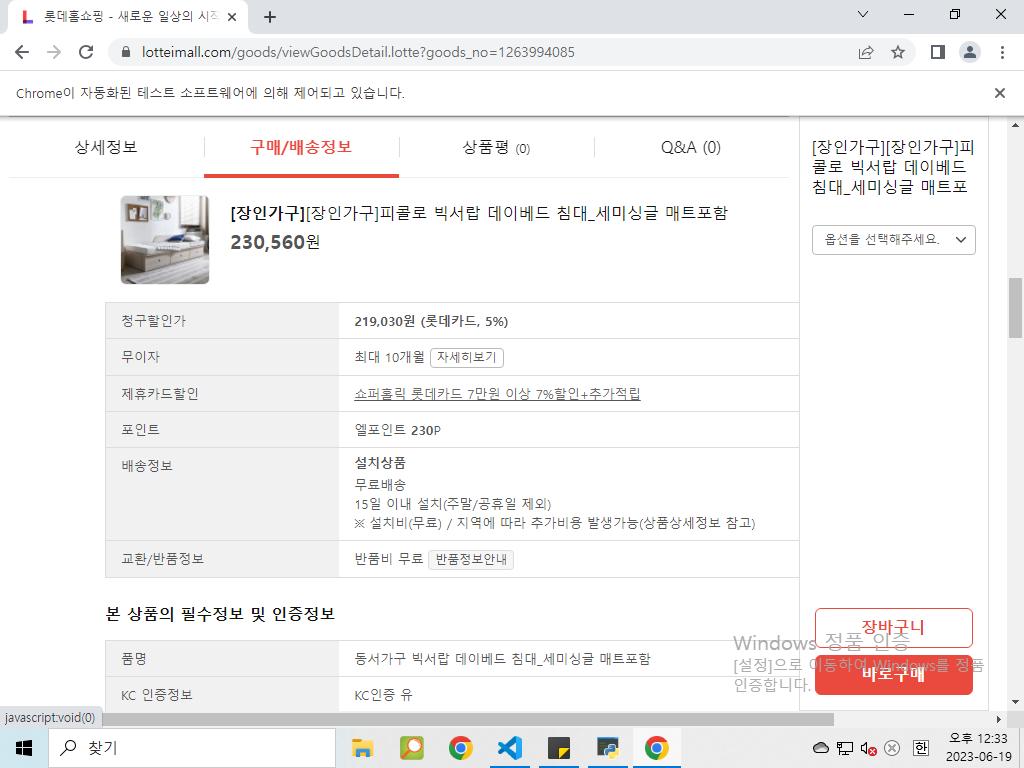 롯데홈쇼핑 - 새로운 일상의 시작
lotteimall.com/goods/viewGoodsDetail.lotte?goods_no=1263994085
Chrome이 자동화된 테스트 소프트웨어에 의해 제어되고 있습니다.
상세정보
구매/배송정보
상품평 (0)
Q&A (0)
[장인가구][장인가구]피콜로 빅서랍 데이베드 침대_세미싱글 매트포함
230,560원
청구할인가
219,030원 (롯데카드, 5%)
무이자
최대 10개월 자세히보기
제휴카드할인
쇼퍼홀릭 롯데카드 7만원 이상 7%할인+추가적립
포인트
엘포인트 230P
배송정보
설치상품
무료배송
15일 이내 설치(주말/공휴일 제외)
※ 설치비(무료) / 지역에 따라 추가비용 발생가능(상품상세정보 참고)
교환/반품정보
반품비 무료 반품정보안내
본 상품의 필수정보 및 인증정보
품명
동서가구 빅서랍 데이베드 침대_세미싱글 매트포함
KC 인증정보
KC인증 유
[장인가구][장인가구]피
콜로 빅서랍 데이베드
침대_세미싱글 매트포
옵션을 선택해주세요.
장바구니
바로구매
Windows 정품 인증
[설정]으로 이동하여 Windows를 정품
인증합니다.
javascript:void(0)
찾기
한
오후 12:33
2023-06-19